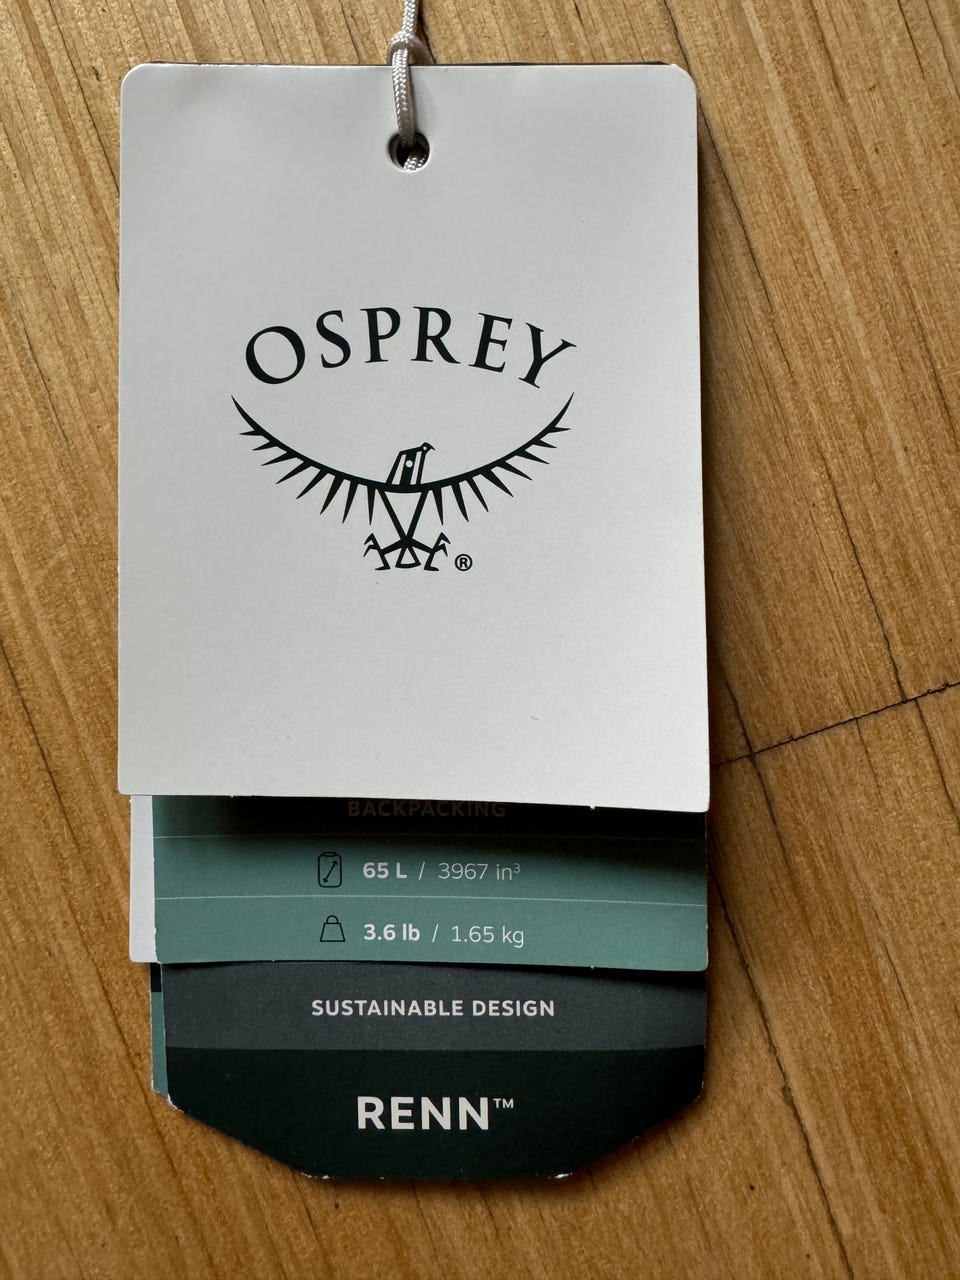 OSPREY
®
BACKPACKING
65 L / 3967 in³
3.6 lb / 1.65 kg
SUSTAINABLE DESIGN
RENN™